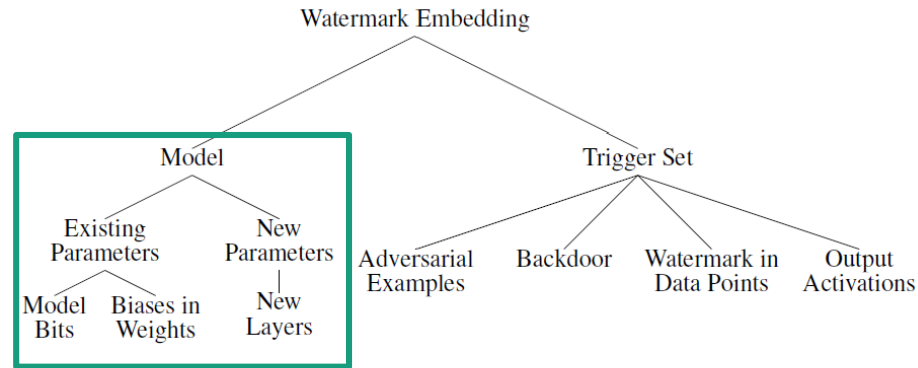 Watermark Embedding
Model
Trigger Set
Existing
Parameters
New
Parameters
Adversarial
Examples
Backdoor
Watermark in
Data Points
Output
Activations
Model
Bits
Biases in
Weights
New
Layers